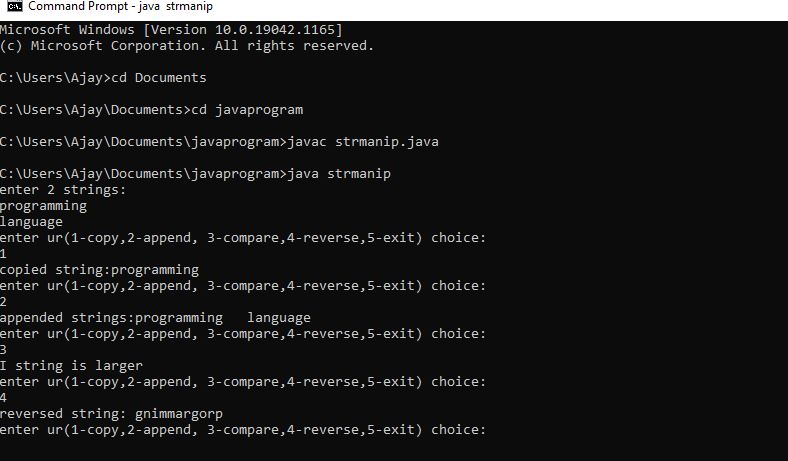 Command Prompt - java  strmanip
Microsoft Windows [Version 10.0.19042.1165]
(c) Microsoft Corporation. All rights reserved.
C:\Users\Ajay>cd Documents
C:\Users\Ajay\Documents>cd javaprogram
C:\Users\Ajay\Documents\javaprogram>javac strmanip.java
C:\Users\Ajay\Documents\javaprogram>java strmanip
enter 2 strings:
programming
language
enter ur(1-copy,2-append, 3-compare,4-reverse,5-exit) choice:
1
copied string:programming
enter ur(1-copy,2-append, 3-compare,4-reverse,5-exit) choice:
2
appended strings:programming   language
enter ur(1-copy,2-append, 3-compare,4-reverse,5-exit) choice:
3
I string is larger
enter ur(1-copy,2-append, 3-compare,4-reverse,5-exit) choice:
4
reversed string: gnimmargorp
enter ur(1-copy,2-append, 3-compare,4-reverse,5-exit) choice: